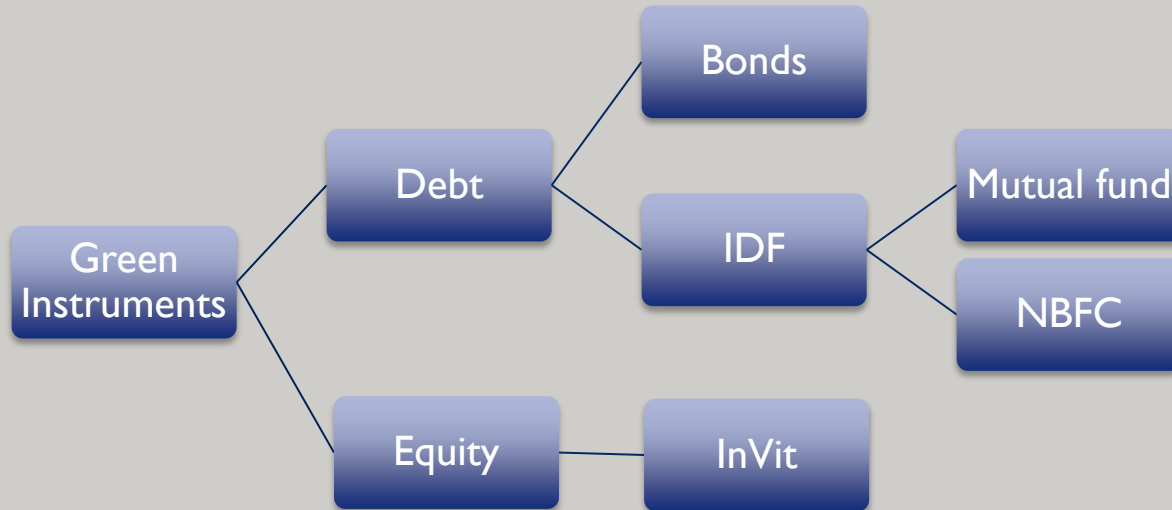 Bonds
Debt
Mutual fund
IDF
Green
Instruments
NBFC
Equity
InVit